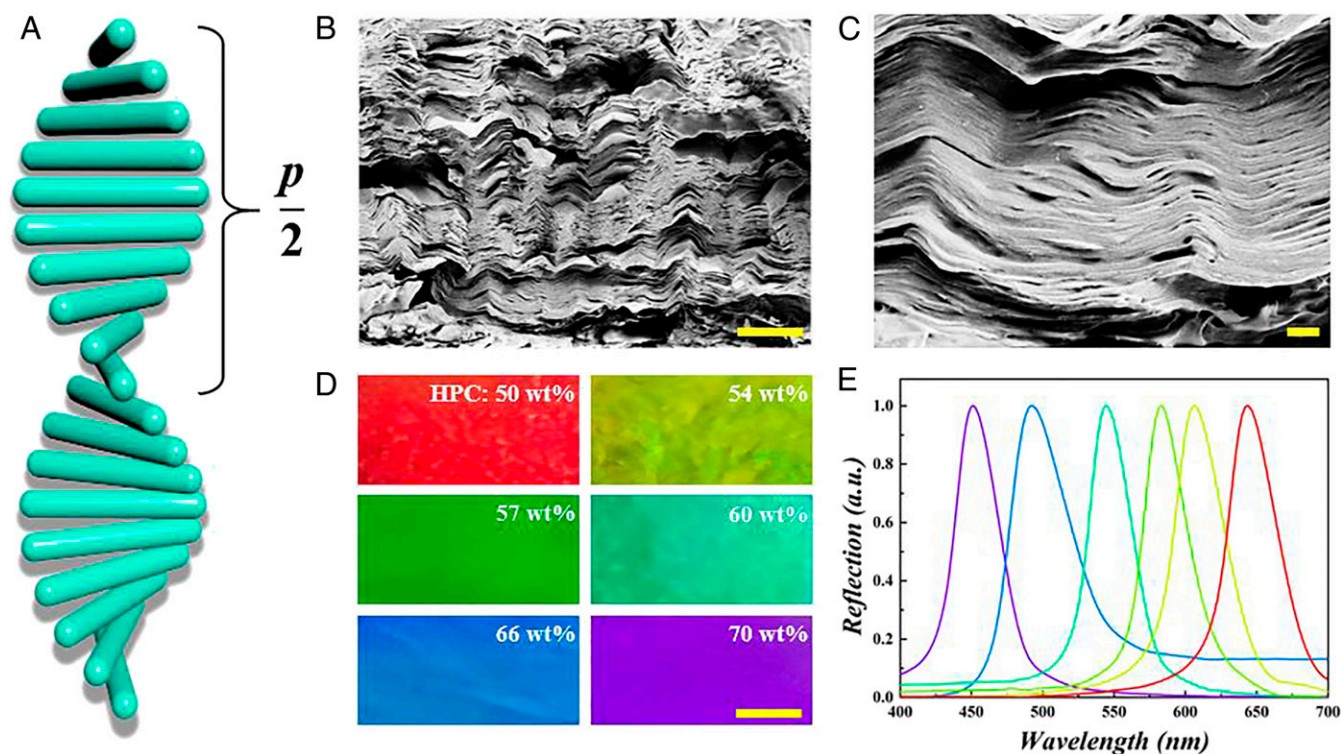 A
p
2
B
C
D
HPC: 50 wt%
54 wt%
57 wt%
60 wt%
66 wt%
70 wt%
E
Reflection (a.u.)
1.0
0.8
0.6
0.4
0.2
0.0
400 450 500 550 600 650 700
Wavelength (nm)